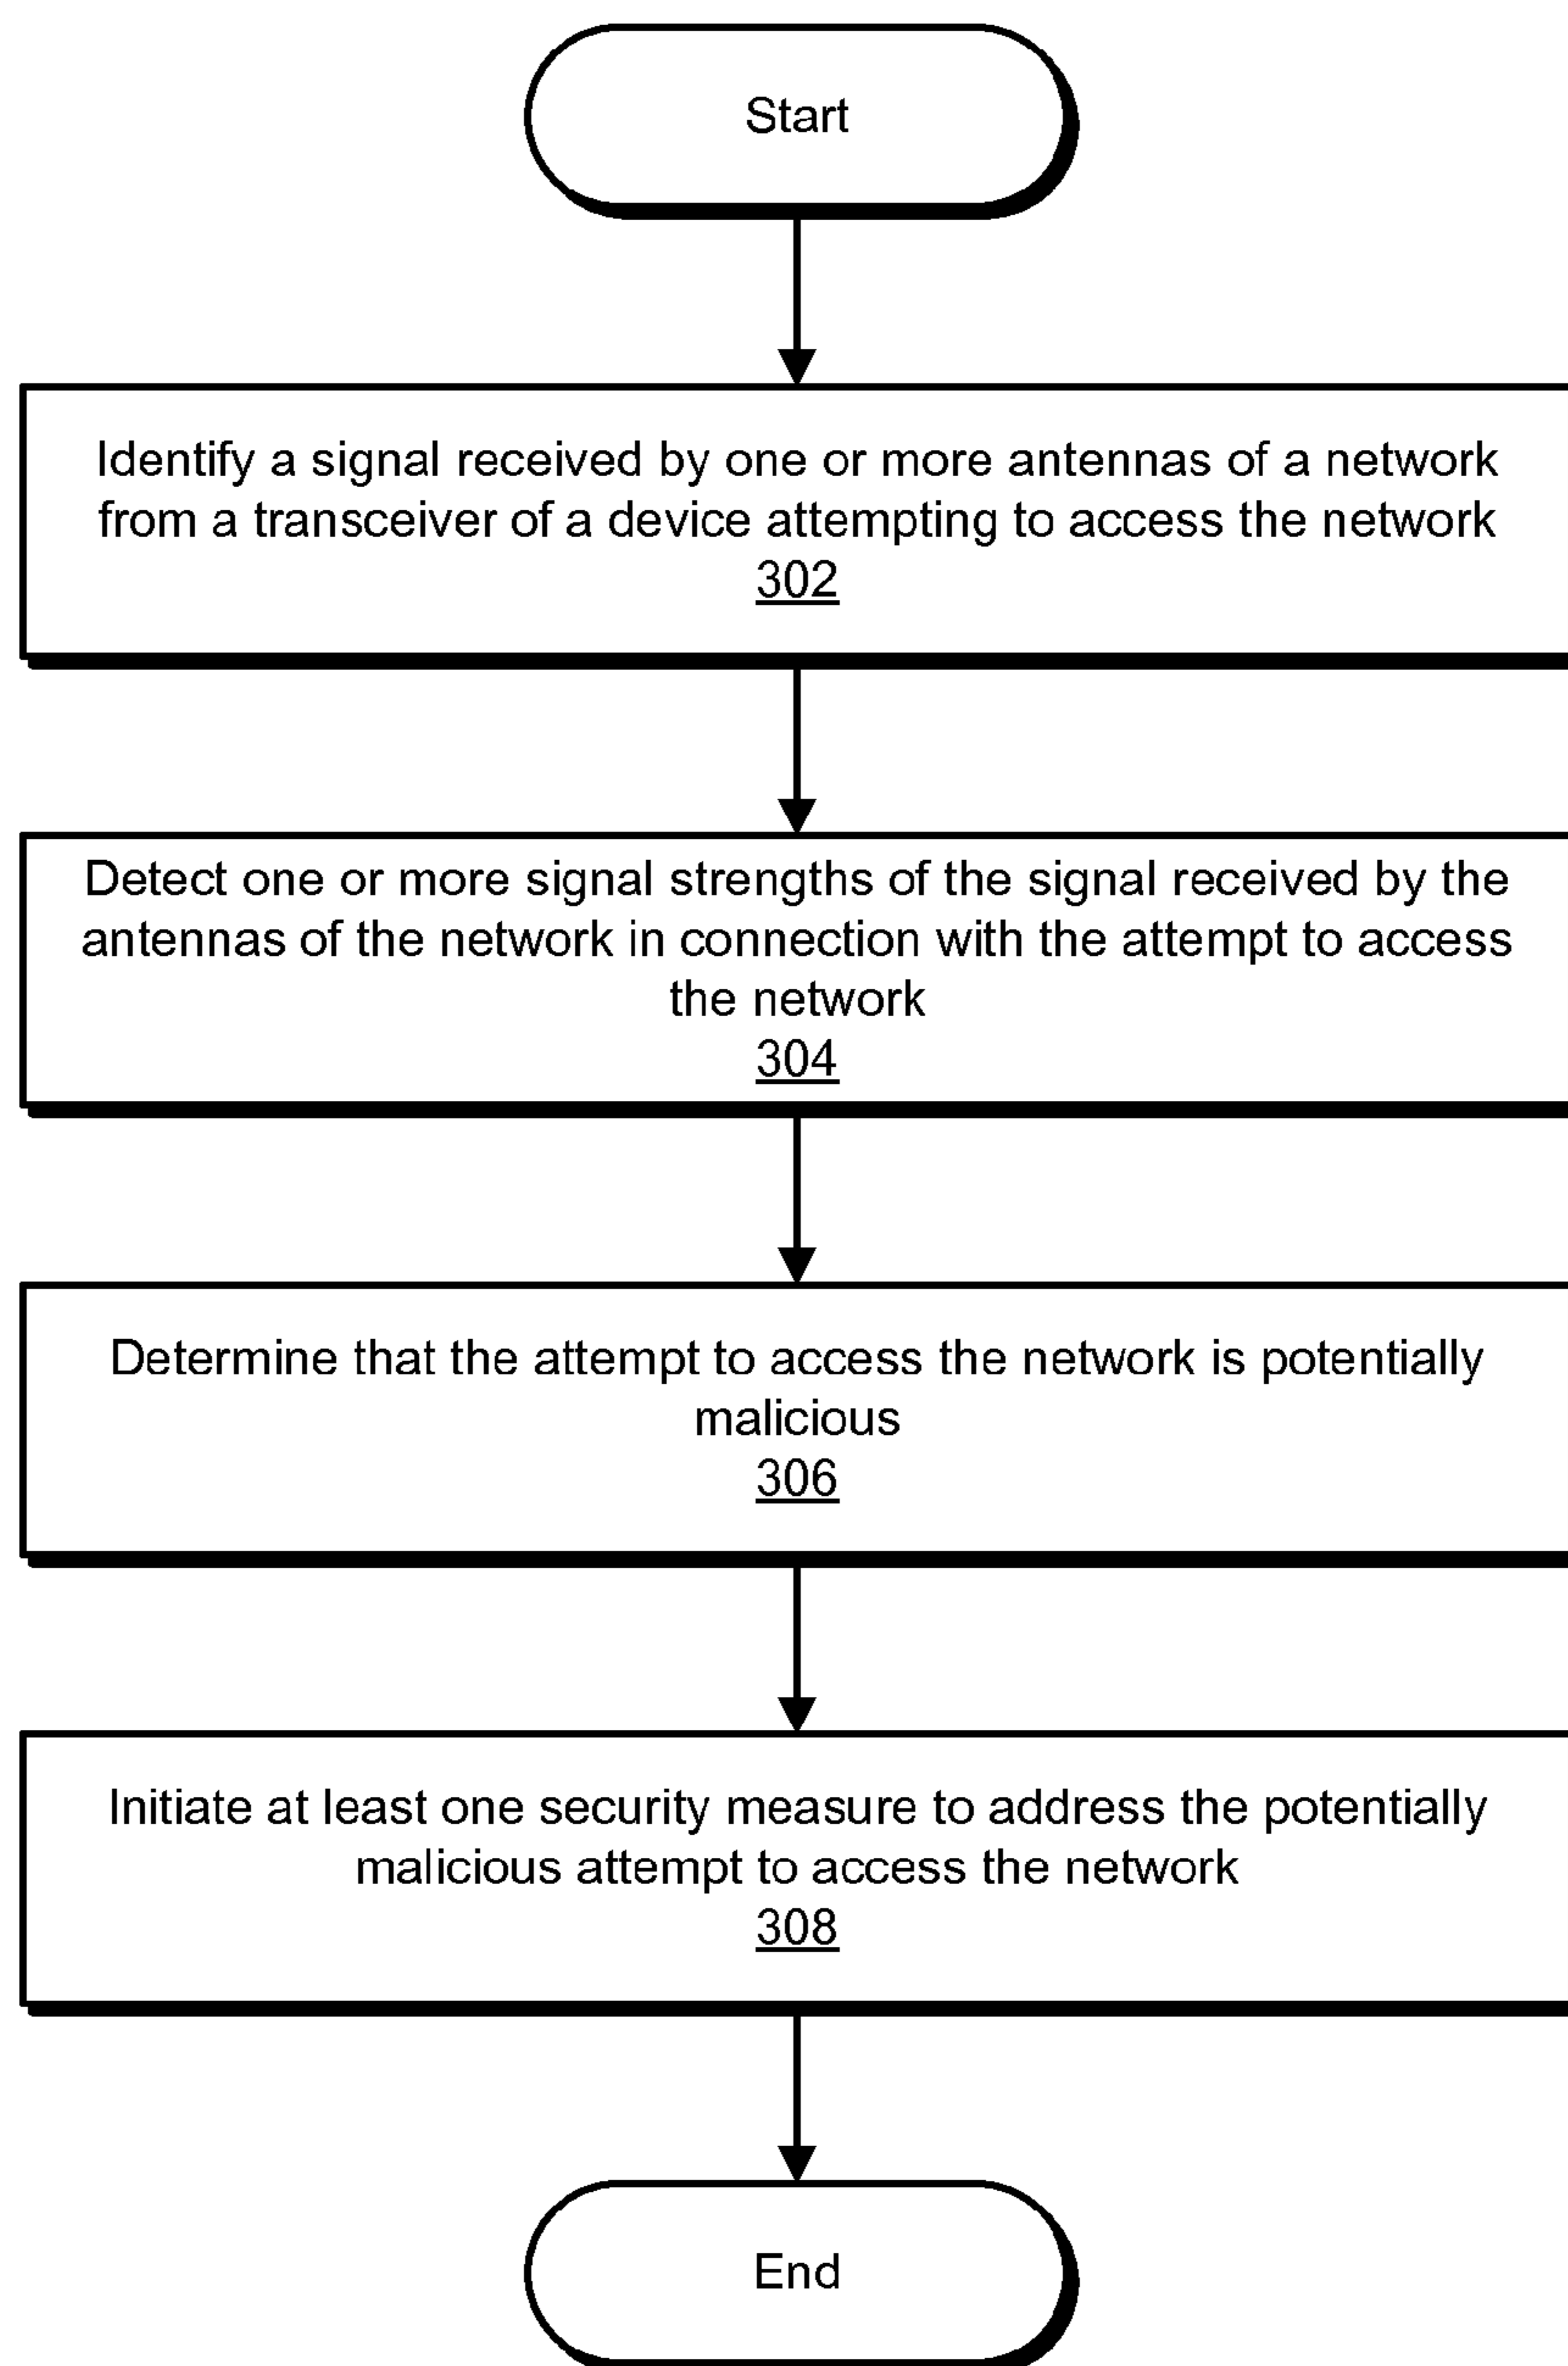 Start
Identify a signal received by one or more antennas of a network
from a transceiver of a device attempting to access the network
302
Detect one or more signal strengths of the signal received by the
antennas of the network in connection with the attempt to access
the network
304
Determine that the attempt to access the network is potentially
malicious
306
Initiate at least one security measure to address the potentially
malicious attempt to access the network
308
End